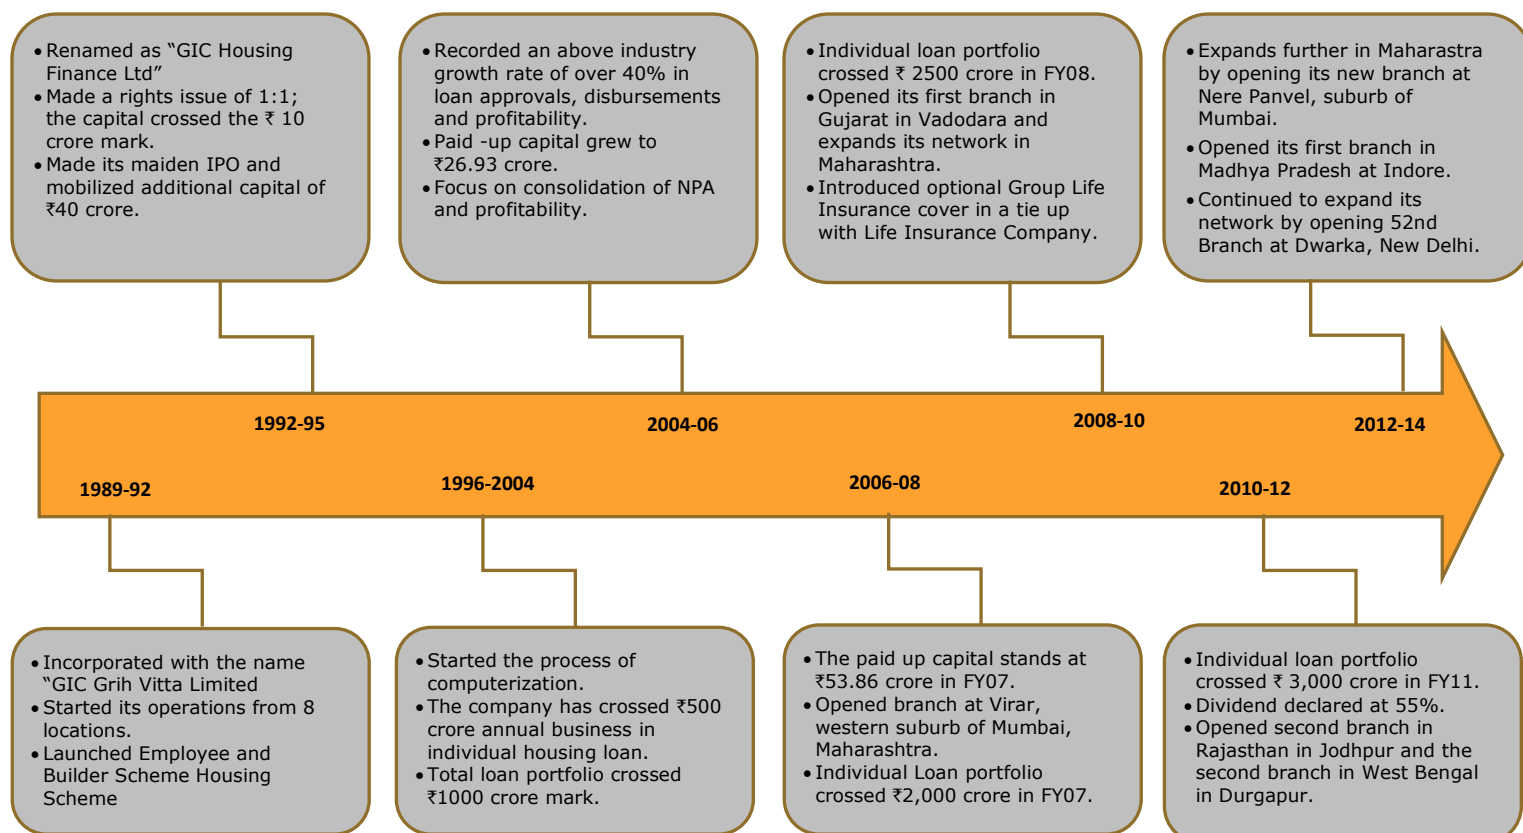 • Renamed as “GIC Housing
Finance Ltd”
• Made a rights issue of 1:1;
the capital crossed the ₹ 10
crore mark.
• Made its maiden IPO and
mobilized additional capital of
₹40 crore.
• Recorded an above industry
growth rate of over 40% in
loan approvals, disbursements
and profitability.
• Paid -up capital grew to
₹26.93 crore.
• Focus on consolidation of NPA
and profitability.
• Individual loan portfolio
crossed ₹ 2500 crore in FY08.
• Opened its first branch in
Gujarat in Vadodara and
expands its network in
Maharashtra.
• Introduced optional Group Life
Insurance cover in a tie up
with Life Insurance Company.
• Expands further in Maharastra
by opening its new branch at
Nere Panvel, suburb of
Mumbai.
• Opened its first branch in
Madhya Pradesh at Indore.
• Continued to expand its
network by opening 52nd
Branch at Dwarka, New Delhi.
1992-95
2004-06
2008-10
2012-14
1989-92
1996-2004
2006-08
2010-12
• Incorporated with the name
“GIC Grih Vitta Limited
• Started its operations from 8
locations.
• Launched Employee and
Builder Scheme Housing
Scheme
• Started the process of
computerization.
• The company has crossed ₹500
crore annual business in
individual housing loan.
• Total loan portfolio crossed
₹1000 crore mark.
• The paid up capital stands at
₹53.86 crore in FY07.
• Opened branch at Virar,
western suburb of Mumbai,
Maharashtra.
• Individual Loan portfolio
crossed ₹2,000 crore in FY07.
• Individual loan portfolio
crossed ₹ 3,000 crore in FY11.
• Dividend declared at 55%.
• Opened second branch in
Rajasthan in Jodhpur and the
second branch in West Bengal
in Durgapur.